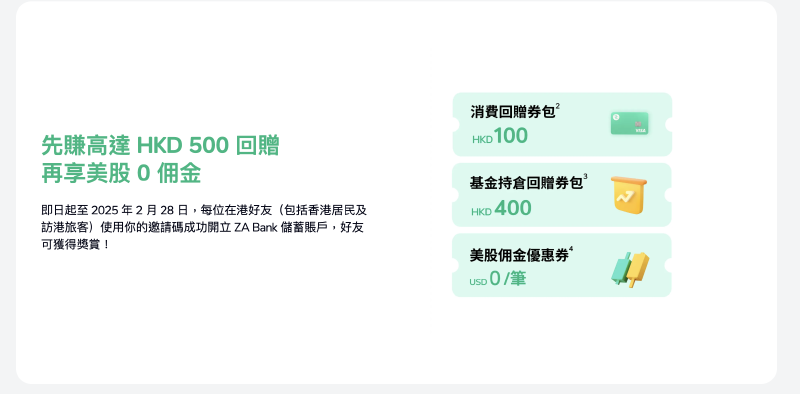 先賺高達 HKD 500 回贈
再享美股 0 佣金
即日起至 2025 年 2 月 28 日，每位在港好友（包括香港居民及
訪港旅客）使用你的邀請碼成功開立 ZA Bank 儲蓄賬戶，好友
可獲得獎賞！
消費回贈券包2
HKD100
基金持倉回贈券包3
HKD 400
美股佣金優惠券4
USD 0 /筆
VISA